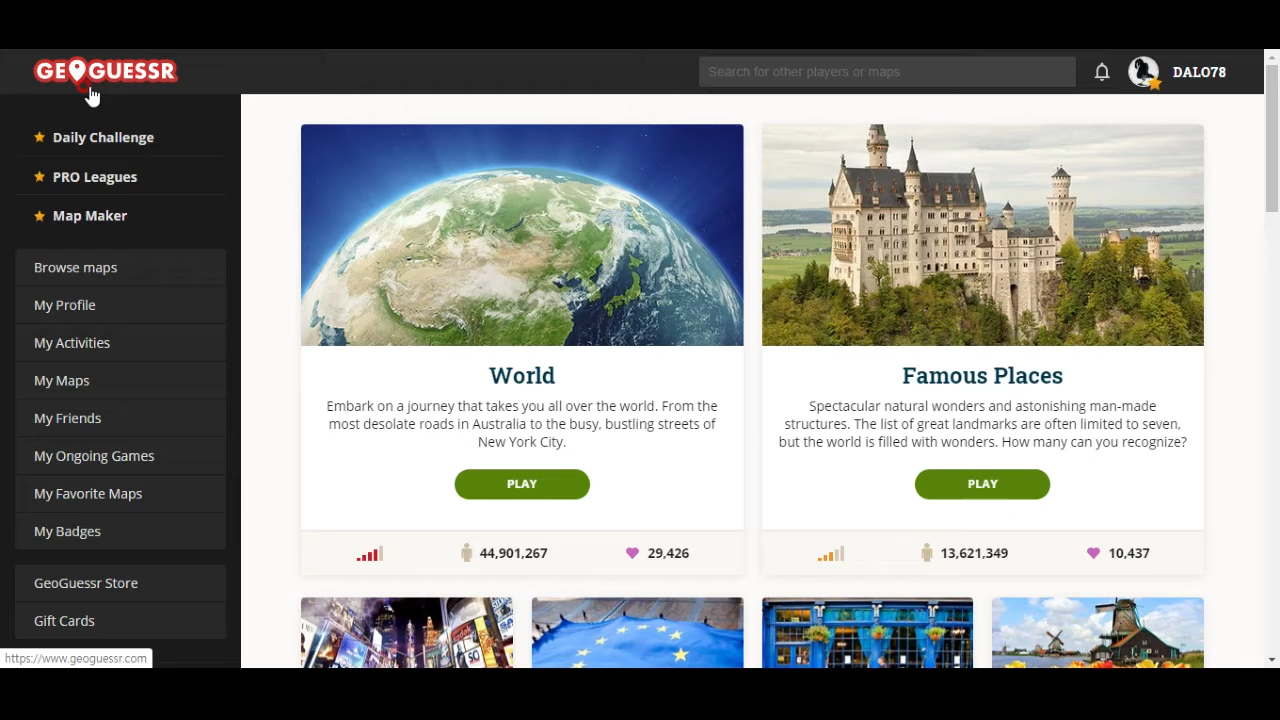 GEOGUESSR
Search for other players or maps
DALO78
Daily Challenge
PRO Leagues
Map Maker
Browse maps
My Profile
My Activities
My Maps
My Friends
My Ongoing Games
My Favorite Maps
My Badges
GeoGuessr Store
Gift Cards
https://www.geoguessr.com
World
Embark on a journey that takes you all over the world. From the
most desolate roads in Australia to the busy, bustling streets of
New York City.
PLAY
44,901,267
29,426
Famous Places
Spectacular natural wonders and astonishing man-made
structures. The list of great landmarks are often limited to seven,
but the world is filled with wonders. How many can you recognize?
PLAY
13,621,349
10,437